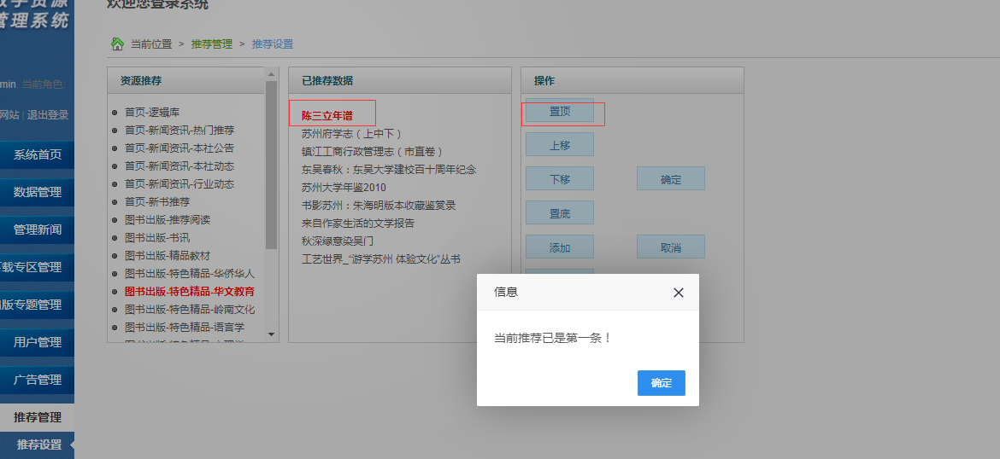 欢迎您登录系统
管理系统
当前位置 > 推荐管理 > 推荐设置
min, 当前角色:
网站 | 退出登录
系统首页
数据管理
管理新闻
载专区管理
版专题管理
用户管理
广告管理
推荐管理
推荐设置
资源推荐
首页-逻辑库
首页-新闻资讯-热门推荐
首页-新闻资讯-本社公告
首页-新闻资讯-本社动态
首页-新闻资讯-行业动态
首页-新书推荐
图书出版-推荐阅读
图书出版-书讯
图书出版-精品教材
图书出版-特色精品-华侨华人
图书出版-特色精品-华文教育
图书出版-特色精品-岭南文化
图书出版-特色精品-语言学
已推荐数据
陈三立年谱
苏州府学志（上中下）
镇江工商行政管理志（市直卷）
东吴春秋：东吴大学建校百十周年纪念
苏州大学年鉴2010
书影苏州：朱海明版本收藏鉴赏录
来自作家生活的文学报告
秋深绿意染吴门
工艺世界_“游学苏州 体验文化”丛书
操作
置顶
上移
下移
确定
置底
添加
取消
信息
当前推荐已是第一条！
确定